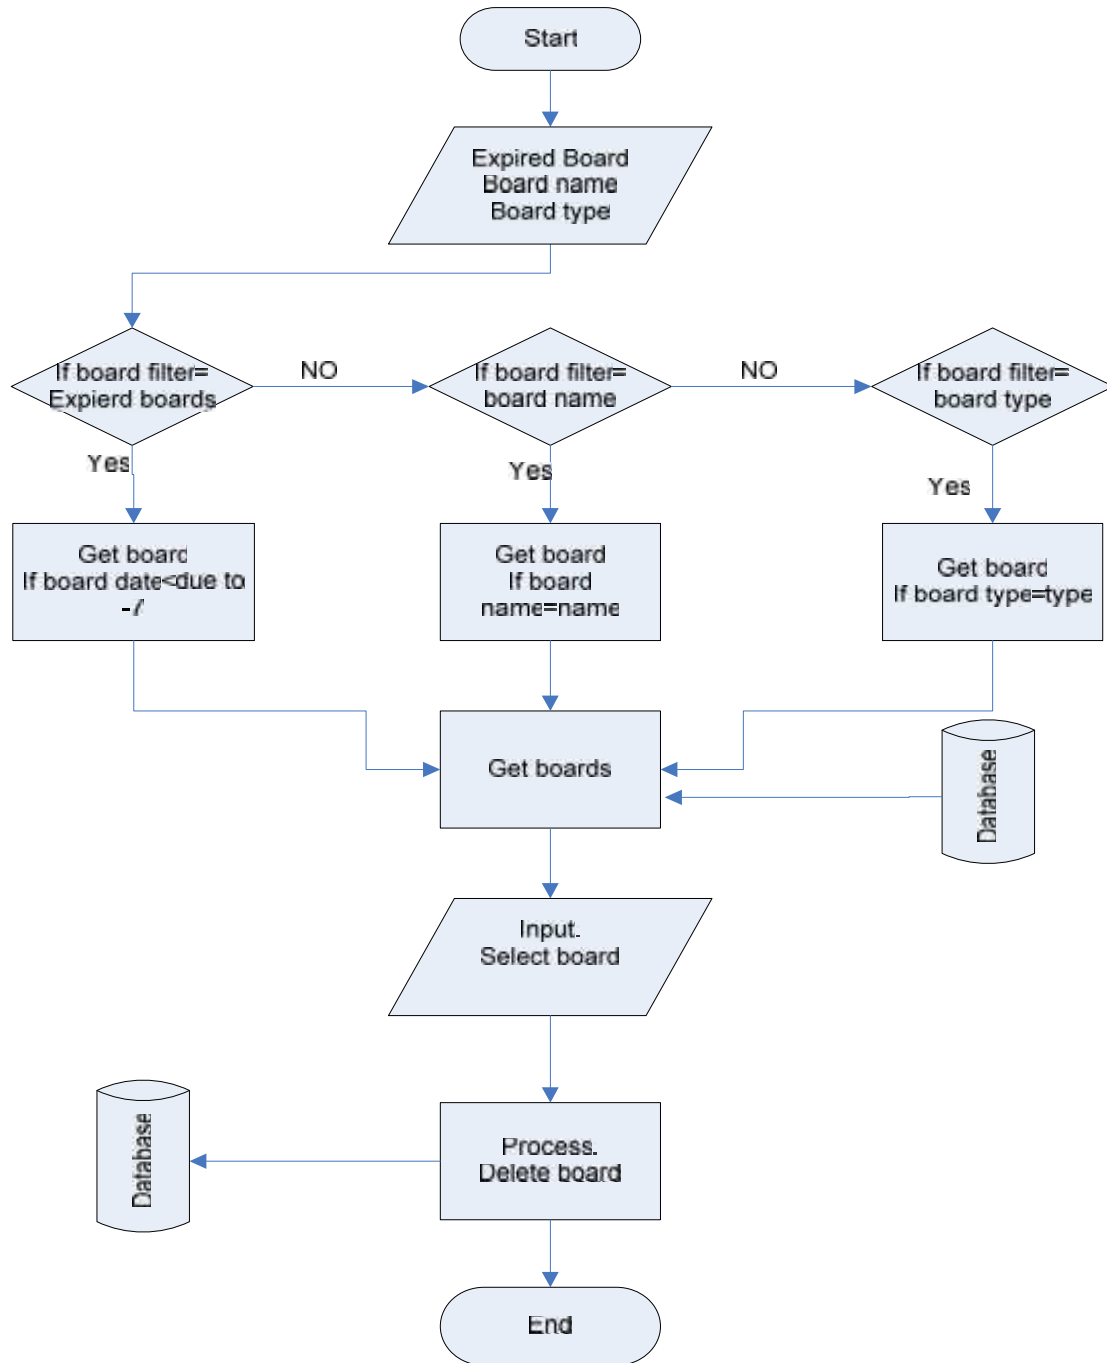 Start
Expired Board
Board name
Board type
If board filter=
Expierd boards
NO
If board filter=
board name
NO
If board filter=
board type
Yes
Yes
Yes
Get board
If board date<due to
Get board
If board
name=name
Get board
If board type=type
Get boards
Database
Input.
Select board
Process.
Delete board
Database
End